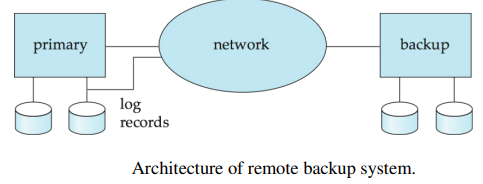 primary
network
backup
log
records
Architecture of remote backup system.